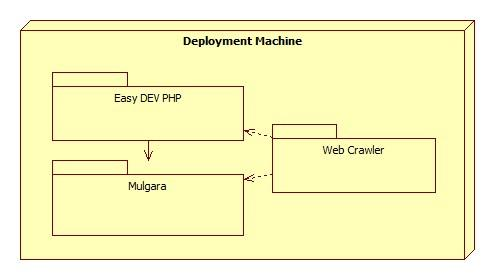 Deployment Machine
Easy DEV PHP
Web Crawler
Mulgara